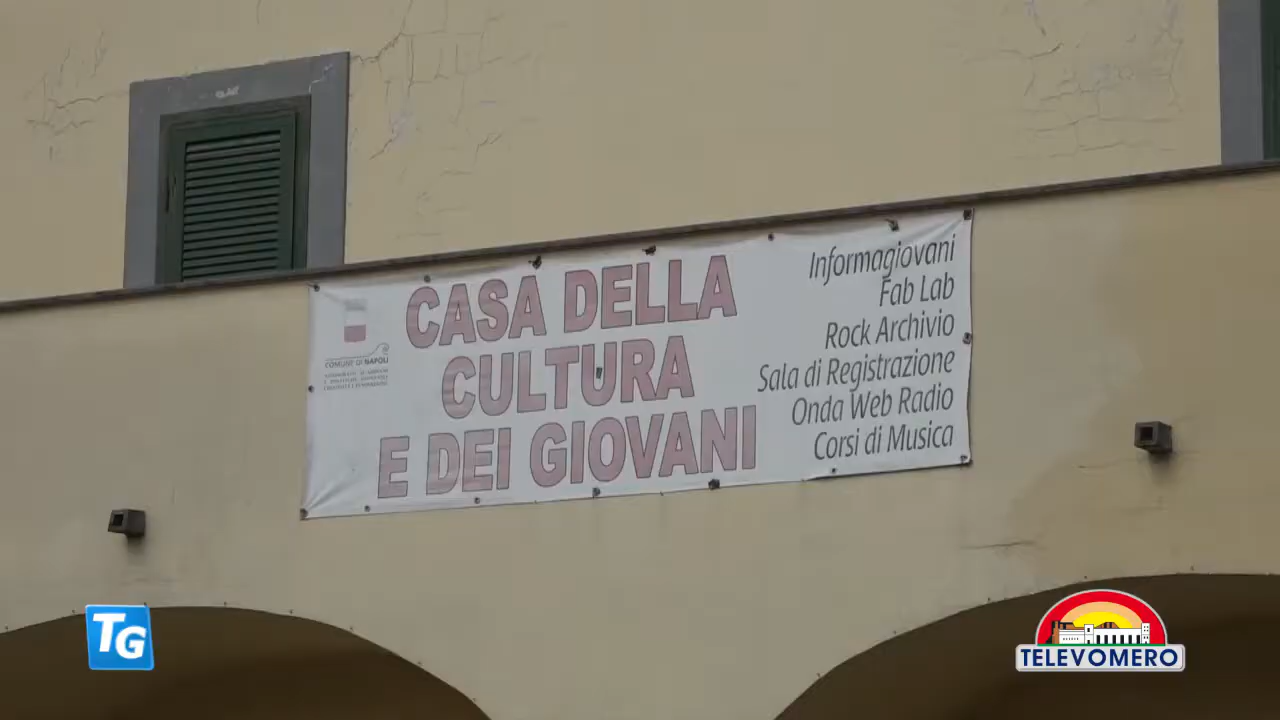 CASA DELLA
CULTURA
E DEI GIOVANI
COMUNE DI NAPOLI
Informagiovani
Fab Lab
Rock Archivio
Sala di Registrazione
Onda Web Radio
Corsi di Musica
TG
TELEVOMERO